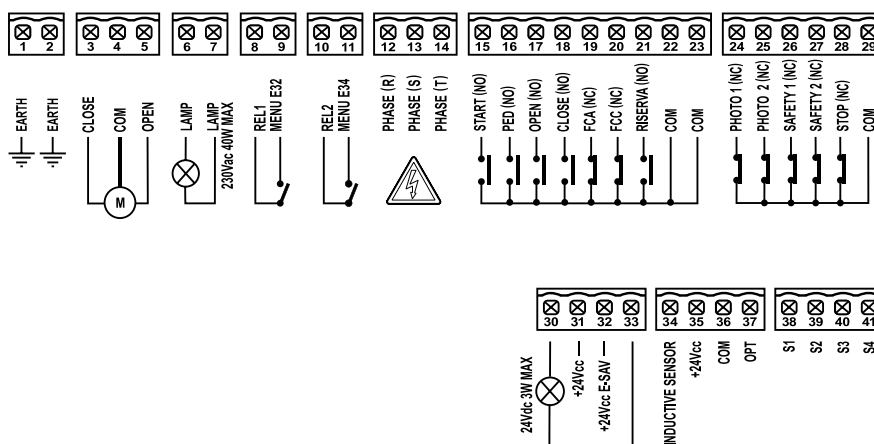 1 2
3 4 5
6 7
8 9
10 11
12 13 14
15 16 17 18 19 20 21 22 23
24 25 26 27 28 29
EARTH
EARTH
CLOSE
COM
OPEN
LAMP
LAMP
230Vac 40W MAX
REL1
MENU E32
REL2
MENU E34
PHASE (R)
PHASE (S)
PHASE (T)
START (NO)
PED (NO)
OPEN (NO)
CLOSE (NO)
FCA (NC)
FCC (NC)
RISERVA (NO)
COM
COM
PHOTO 1 (NC)
PHOTO 2 (NC)
SAFETY 1 (NC)
SAFETY 2 (NC)
STOP (NC)
COM
M
30 31 32 33
34 35 36 37
38 39 40 41
24Vdc 3W MAX
+24Vcc
+24Vcc E-SAV
INDUCTIVE SENSOR
+24Vcc
COM
OPT
S1
S2
S3
S4